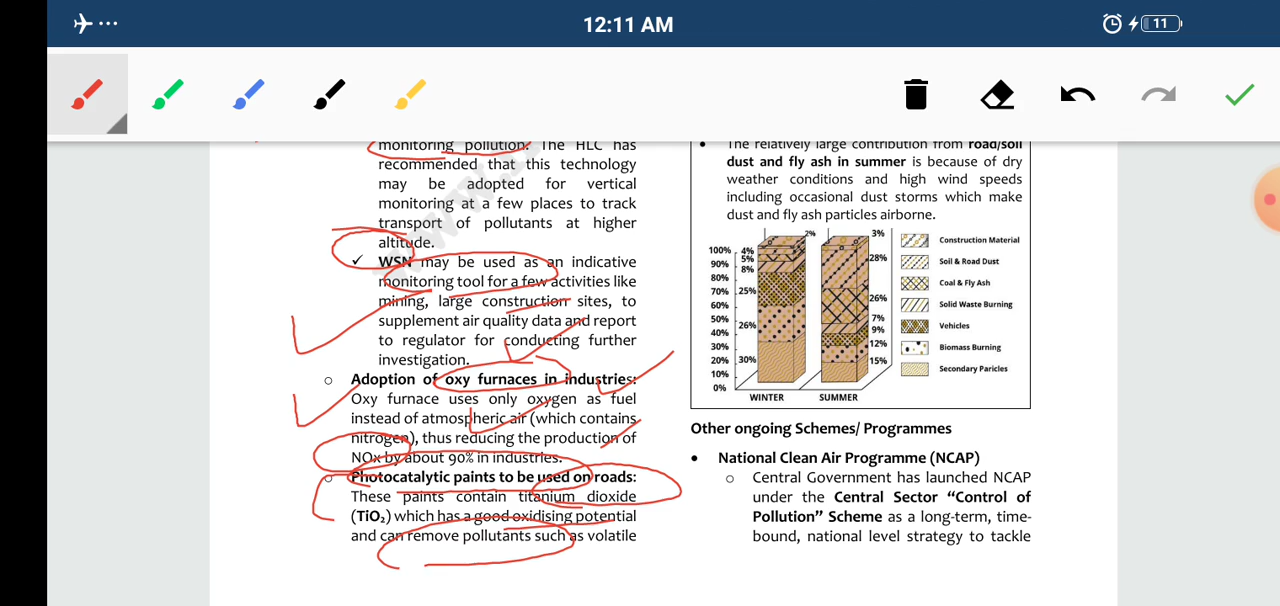 12:11 AM
11
monitoring pollution. The HLC has
recommended that this technology
may be adopted for vertical
monitoring at a few places to track
transport of pollutants at higher
altitude.
✓ WSN may be used as an indicative
monitoring tool for a few activities like
mining, large construction sites, to
supplement air quality data and report
to regulator for conducting further
investigation.
○ Adoption of oxy furnaces in industries:
Oxy furnace uses only oxygen as fuel
instead of atmospheric air (which contains
nitrogen), thus reducing the production of
NOx by about 90% in industries.
○ Photocatalytic paints to be used on roads:
These paints contain titanium dioxide
(TiO₂) which has a good oxidising potential
and can remove pollutants such as volatile
• The relatively large contribution from road/soil
dust and fly ash in summer is because of dry
weather conditions and high wind speeds
including occasional dust storms which make
dust and fly ash particles airborne.
100%
90%
80%
70%
60%
50%
40%
30%
20%
10%
0%
2%
4%
5%
8%
25%
26%
30%
3%
28%
26%
7%
9%
12%
15%
WINTER SUMMER
Construction Material
Soil & Road Dust
Coal & Fly Ash
Solid Waste Burning
Vehicles
Biomass Burning
Secondary Paricles
Other ongoing Schemes/ Programmes
• National Clean Air Programme (NCAP)
○ Central Government has launched NCAP
under the Central Sector “Control of
Pollution” Scheme as a long-term, time-
bound, national level strategy to tackle